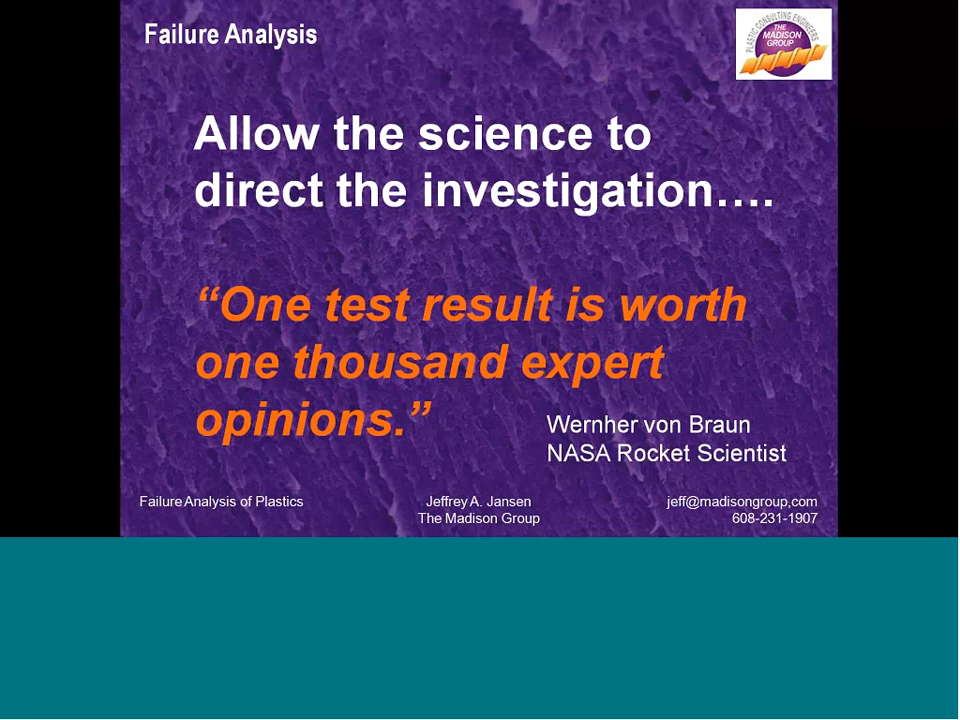 Failure Analysis
PLASTIC CONSULTING ENGINEERS
THE
MADISON
GROUP
Allow the science to
direct the investigation….
“One test result is worth
one thousand expert
opinions.”
Wernher von Braun
NASA Rocket Scientist
Failure Analysis of Plastics
Jeffrey A. Jansen
The Madison Group
jeff@madisongroup,com
608-231-1907